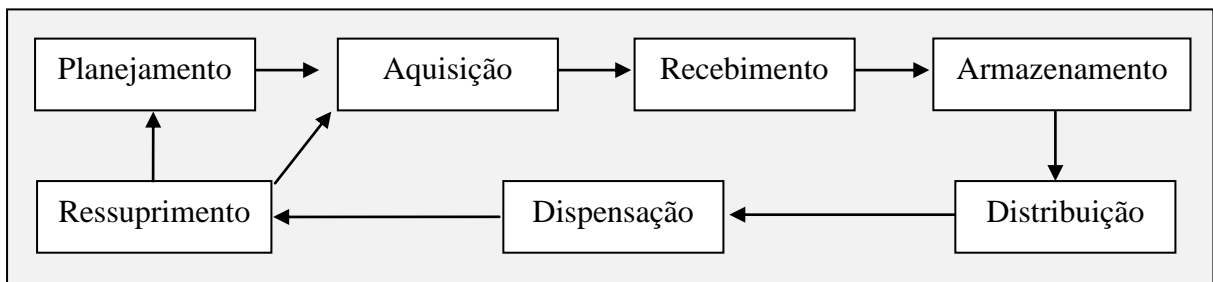 Planejamento
Aquisição
Recebimento
Armazenamento
Ressuprimento
Dispensação
Distribuição